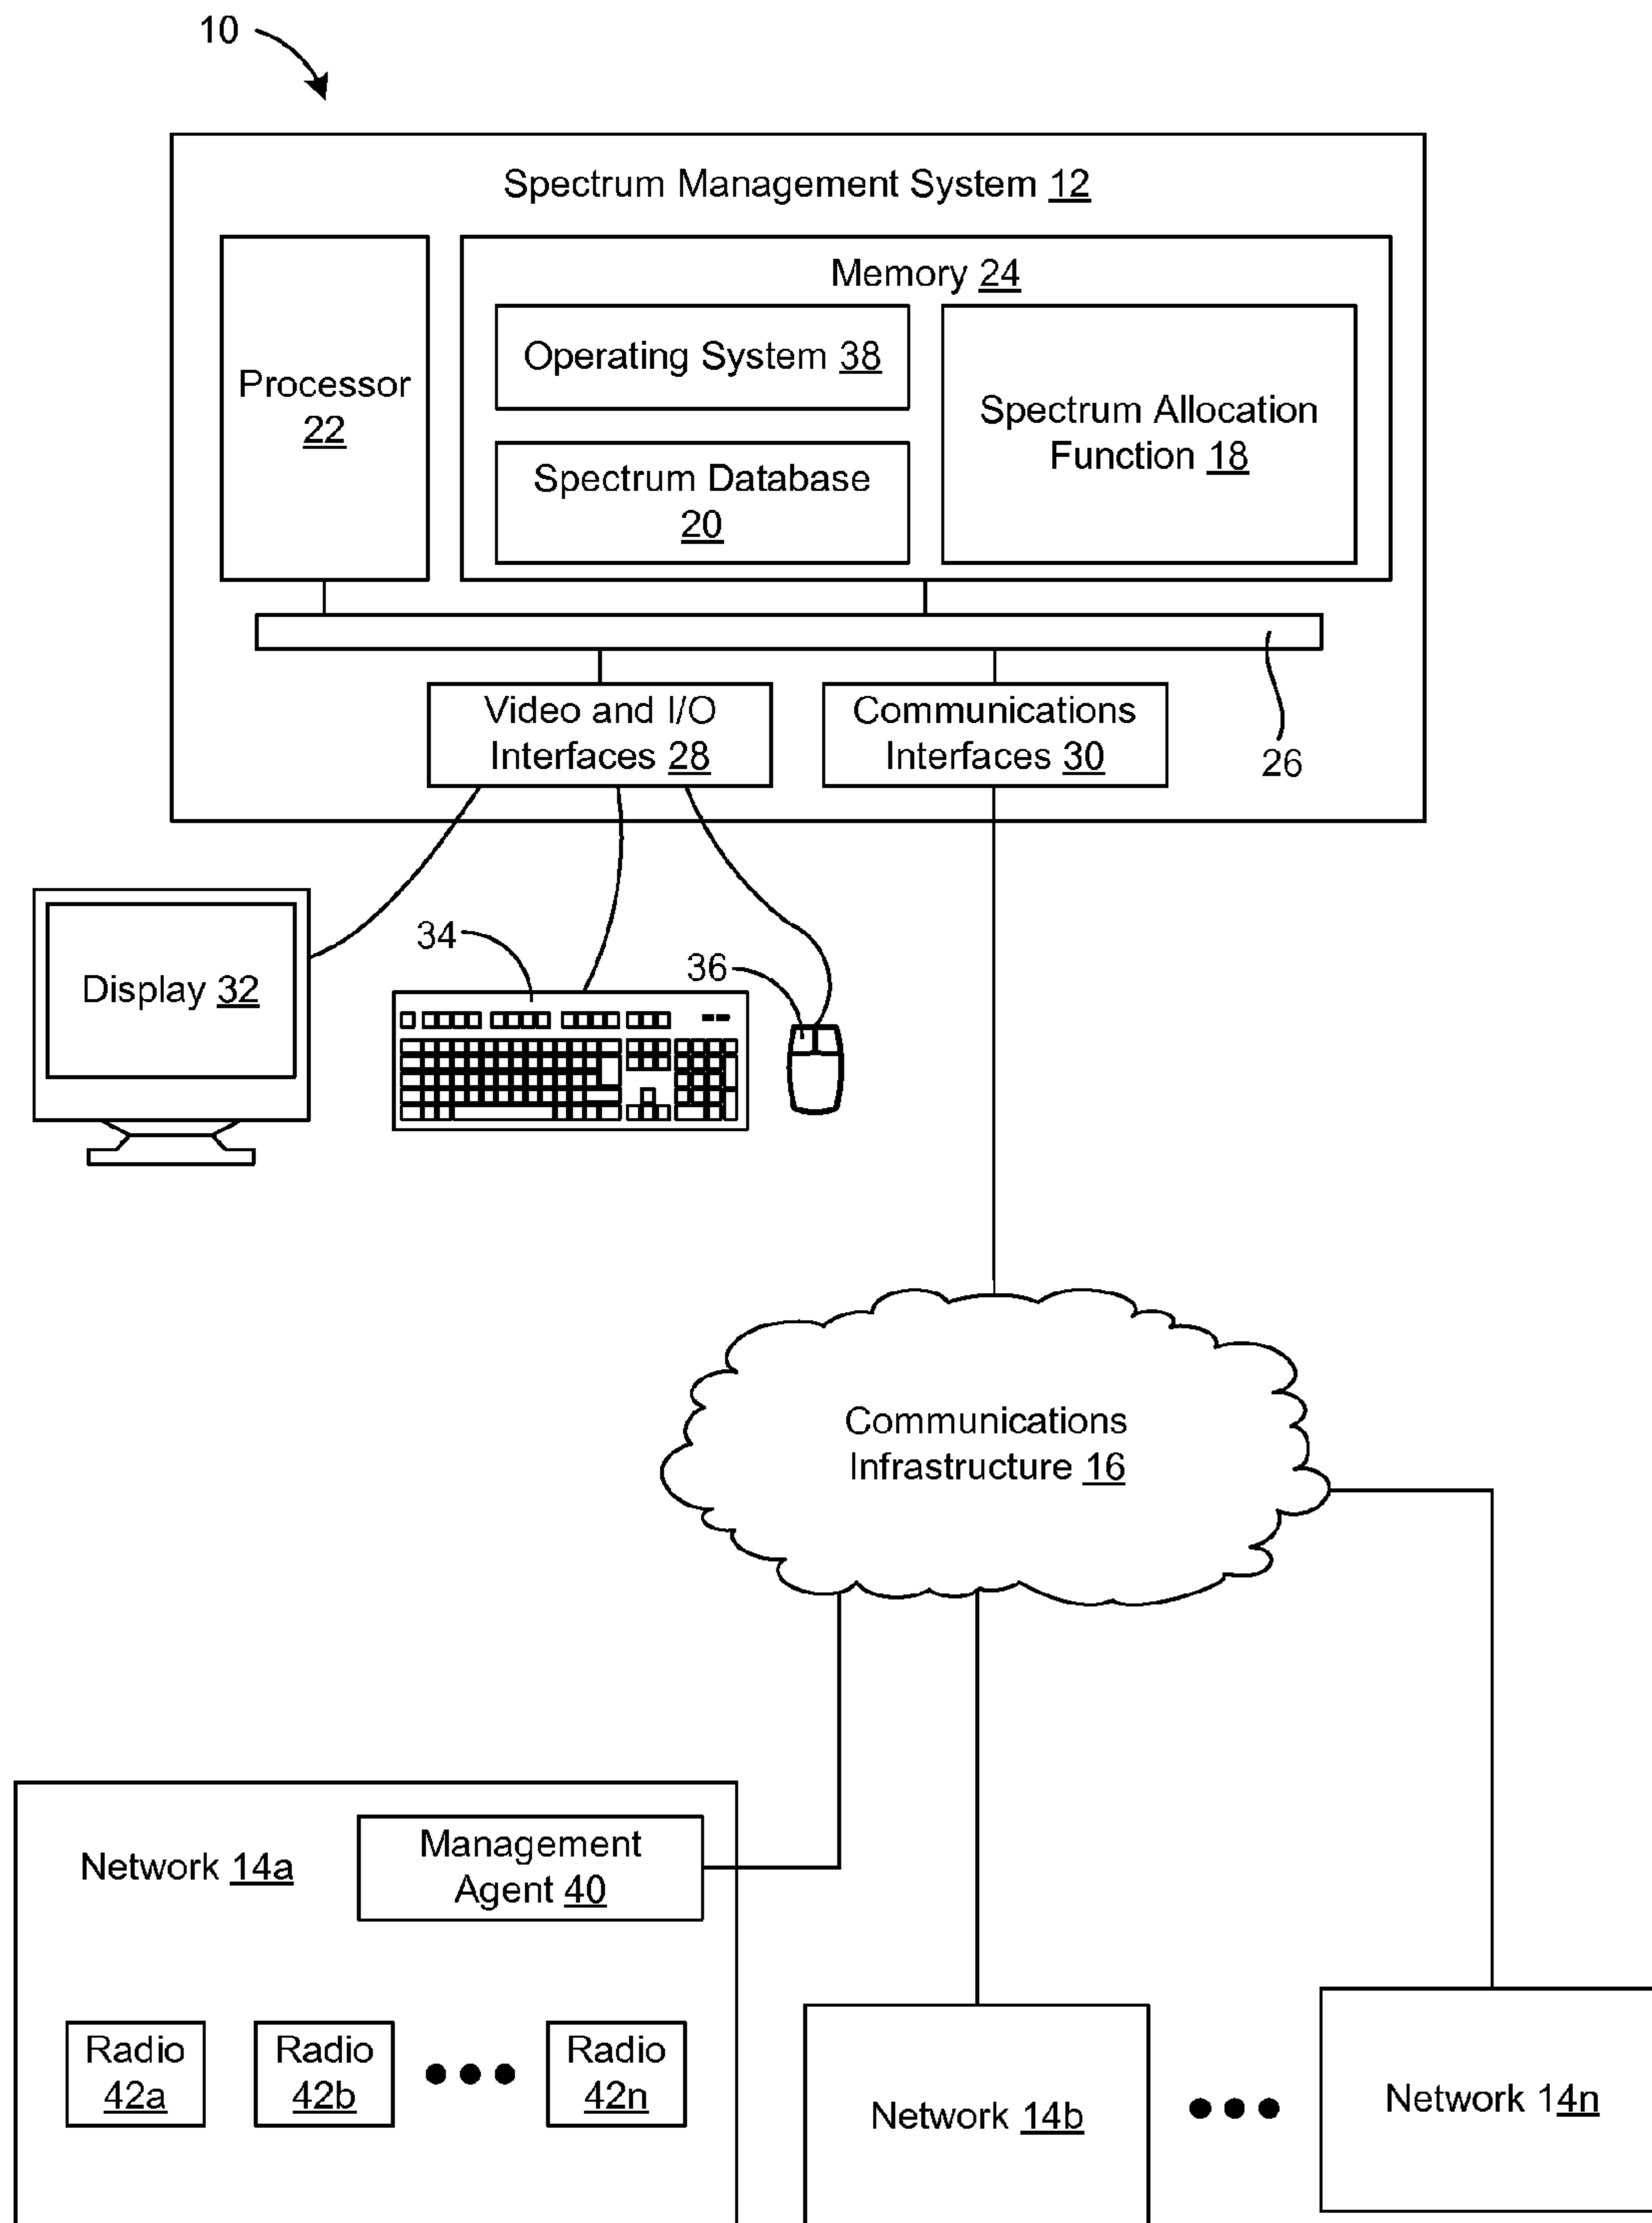 10
Spectrum Management System 12
Memory 24
Processor
22
Operating System 38
Spectrum Database
20
Spectrum Allocation
Function 18
Video and I/O
Interfaces 28
Communications
Interfaces 30
26
Display 32
34
36
Communications
Infrastructure 16
Network 14a
Management
Agent 40
Radio
42a
Radio
42b
Radio
42n
Network 14b
Network 14n